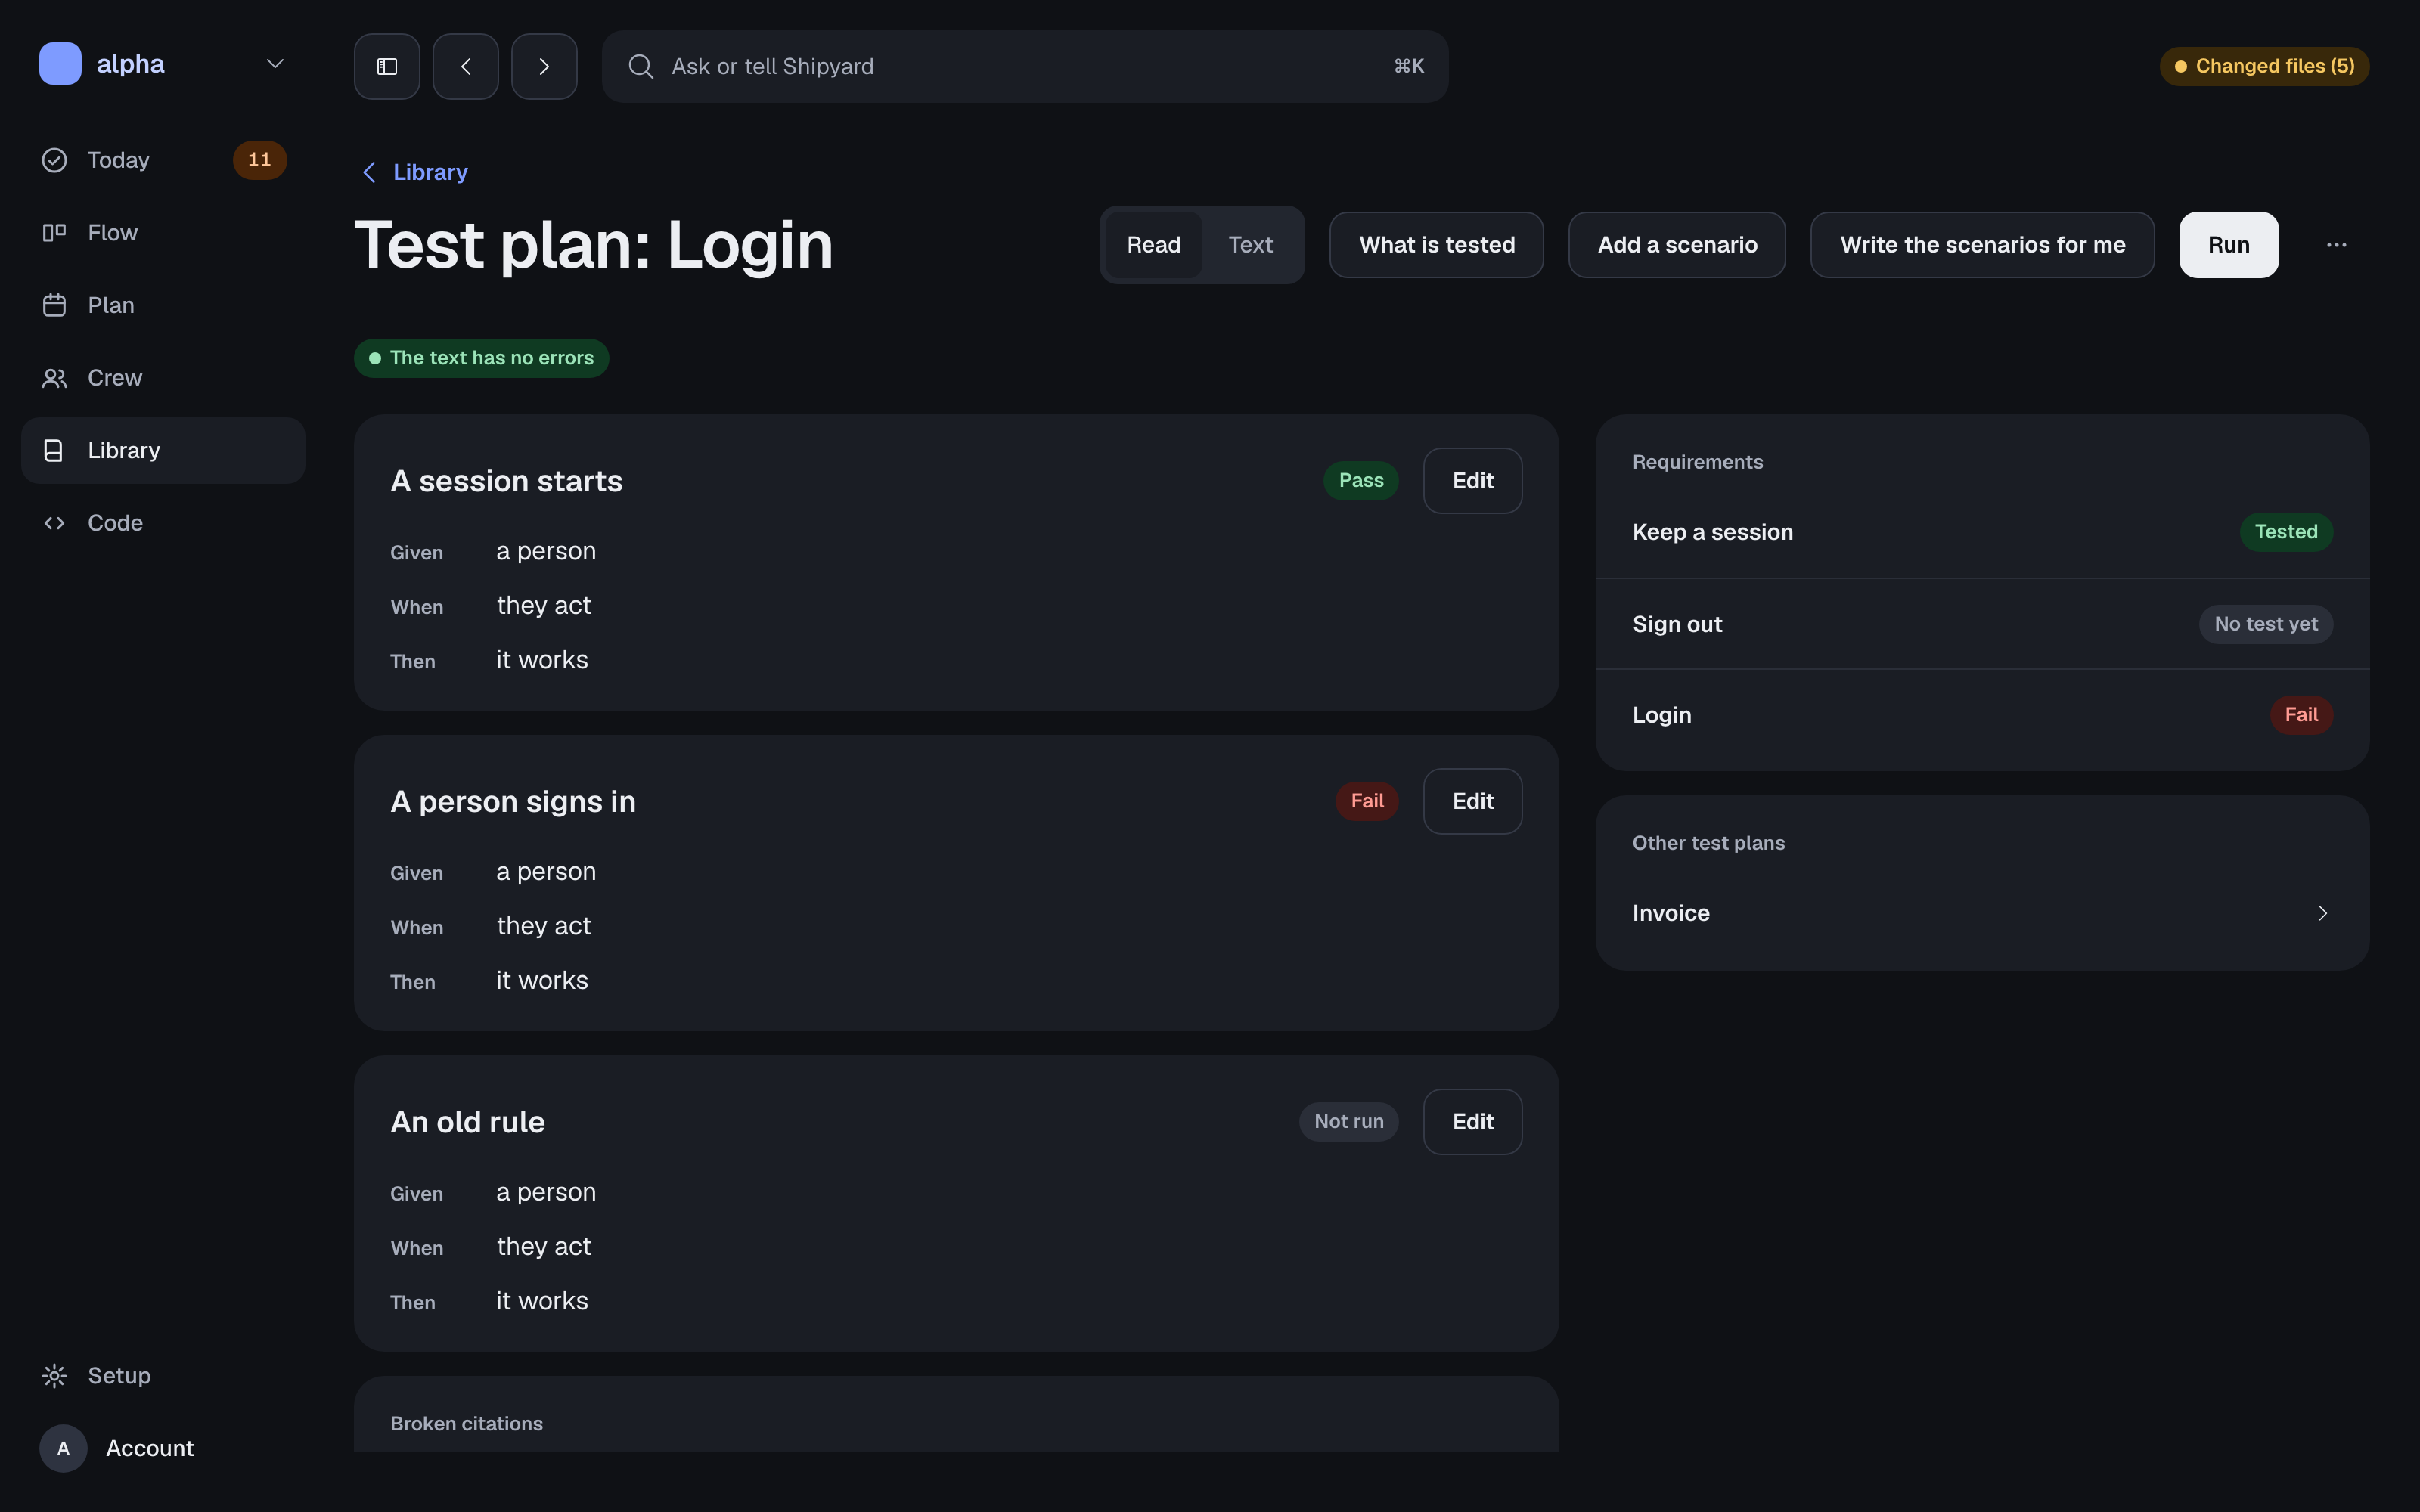 alpha
Ask or tell Shipyard
⌘K
Changed files (5)
Today
11
Flow
Plan
Crew
Library
Code
Setup
A
Account
Library
Test plan: Login
Read
Text
What is tested
Add a scenario
Write the scenarios for me
Run
The text has no errors
A session starts
Pass
Edit
Given a person
When they act
Then it works
A person signs in
Fail
Edit
Given a person
When they act
Then it works
An old rule
Not run
Edit
Given a person
When they act
Then it works
Broken citations
Requirements
Keep a session
Tested
Sign out
No test yet
Login
Fail
Other test plans
Invoice